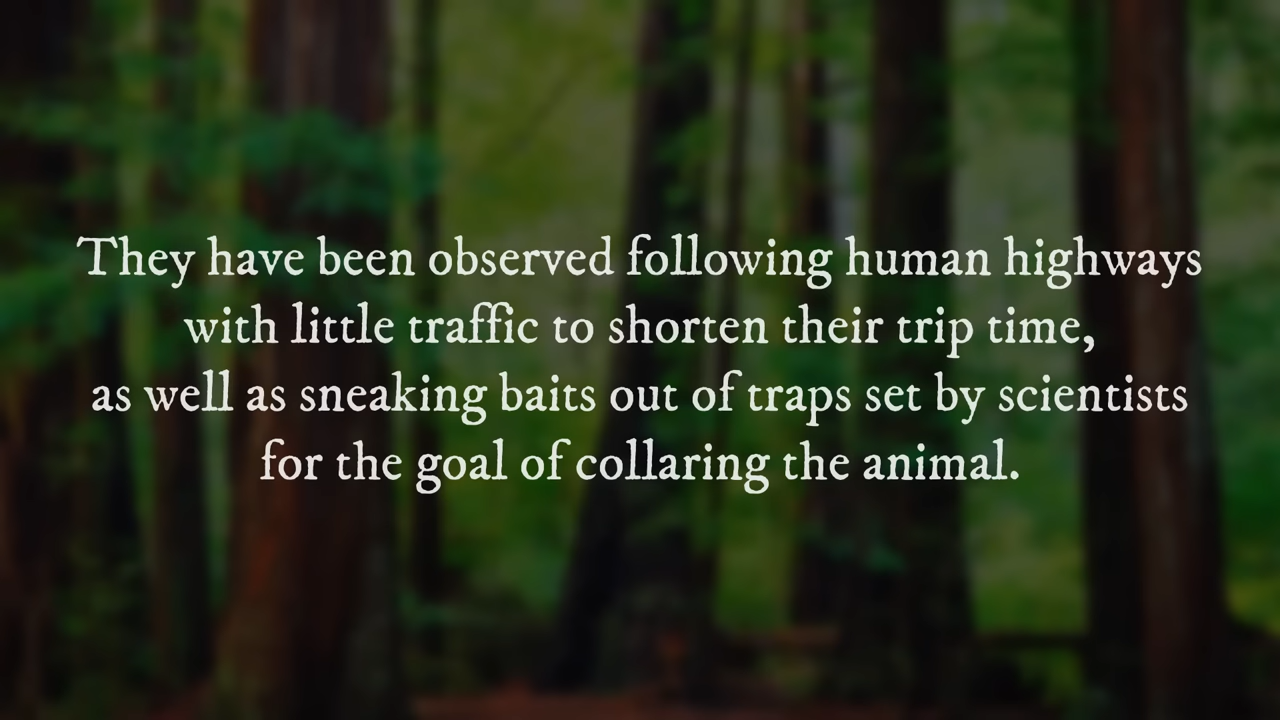 They have been observed following human highways
with little traffic to shorten their trip time,
as well as sneaking baits out of traps set by scientists
for the goal of collaring the animal.